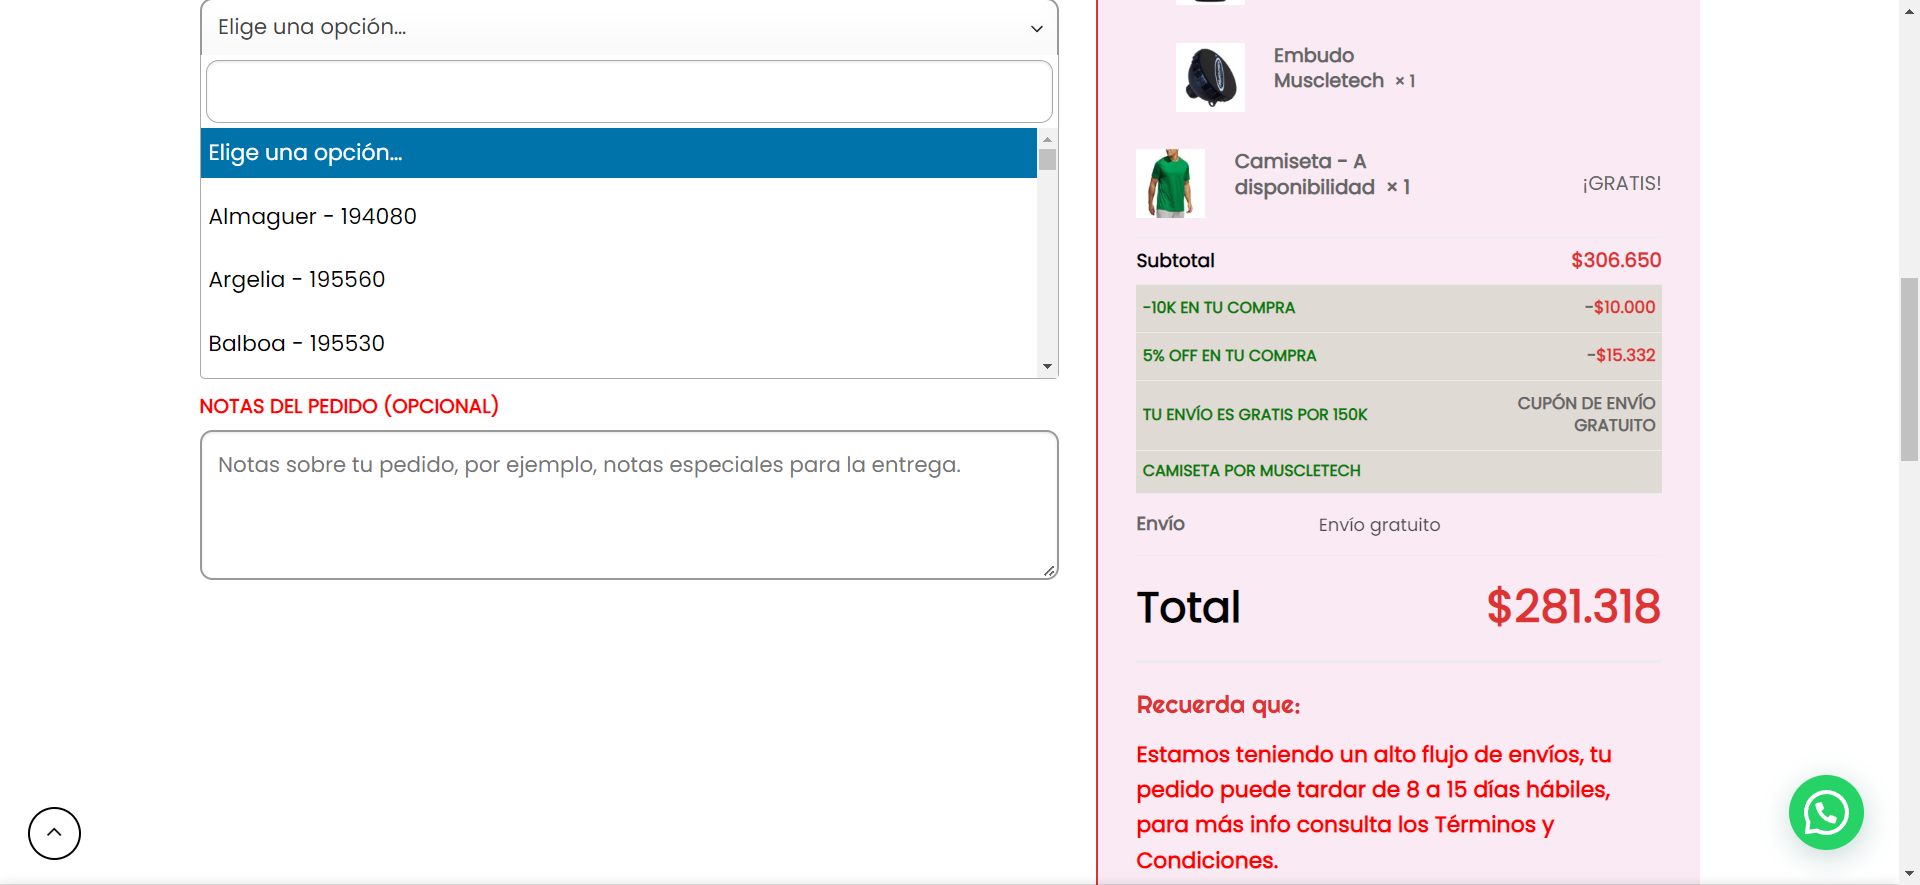 Elige una opción...
Elige una opción...
Almaguer - 194080
Argelia - 195560
Balboa - 195530
NOTAS DEL PEDIDO (OPCIONAL)
Notas sobre tu pedido, por ejemplo, notas especiales para la entrega.
Embudo
Muscletech × 1
Camiseta - A
disponibilidad × 1
¡GRATIS!
Subtotal $306.650
-10K EN TU COMPRA -$10.000
5% OFF EN TU COMPRA -$15.332
TU ENVÍO ES GRATIS POR 150K CUPÓN DE ENVÍO
GRATUITO
CAMISETA POR MUSCLETECH
Envío Envío gratuito
Total $281.318
Recuerda que:
Estamos teniendo un alto flujo de envíos, tu
pedido puede tardar de 8 a 15 días hábiles,
para más info consulta los Términos y
Condiciones.